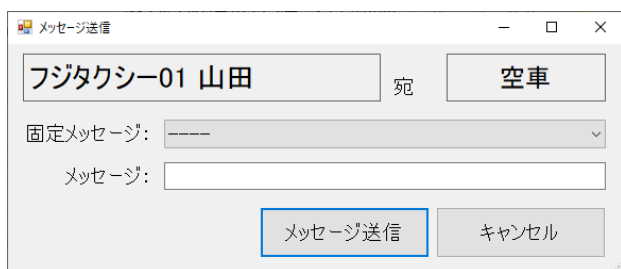 メッセージ送信
フジタクシー01 山田 宛 空車
固定メッセージ: ----
メッセージ:
メッセージ送信 キャンセル